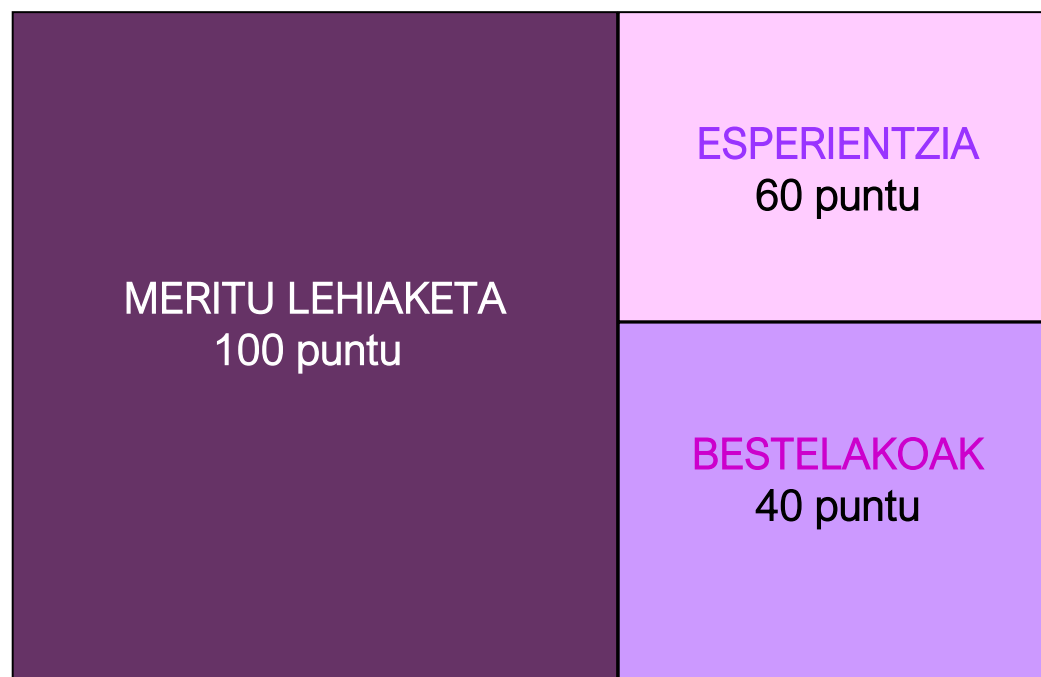 MERITU LEHIAKETA
100 puntu
ESPERIENTZIA
60 puntu
BESTELAKOAK
40 puntu